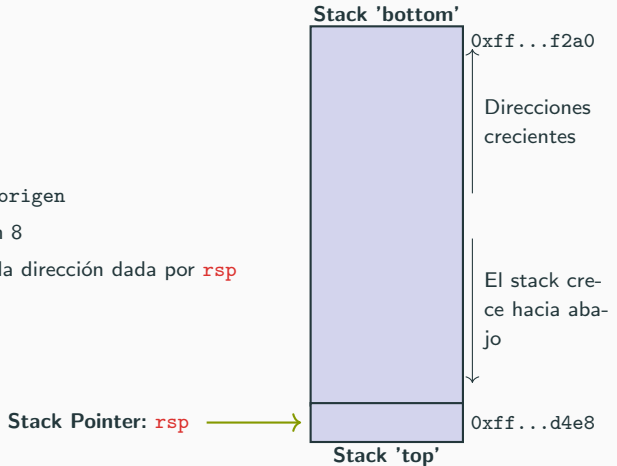 Stack 'bottom'
0xff...f2a0
Direcciones
crecientes
origen
n 8
la dirección dada por rsp
El stack cre-
ce hacia aba-
jo
Stack Pointer: rsp
0xff...d4e8
Stack 'top'